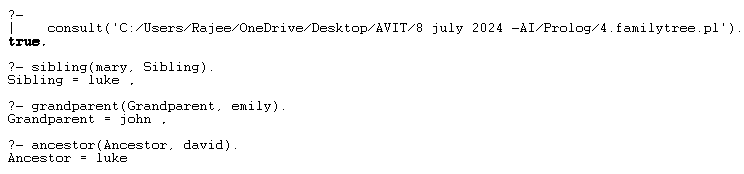 ?-
|    consult('C:/Users/Rajee/OneDrive/Desktop/AVIT/8 july 2024 -AI/Prolog/4.familytree.pl').
true.
?- sibling(mary, Sibling).
Sibling = luke ,
?- grandparent(Grandparent, emily).
Grandparent = john ,
?- ancestor(Ancestor, david).
Ancestor = luke